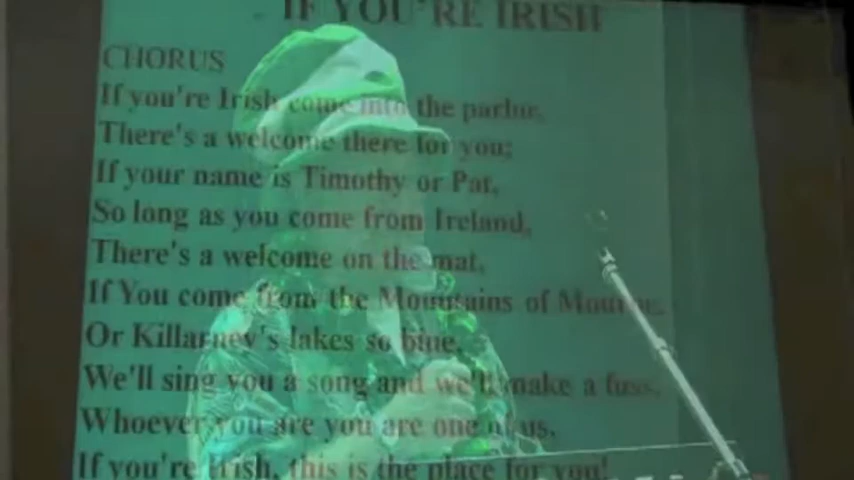 IF YOU'RE IRISH
CHORUS
If you're Irish come into the parlor,
There's a welcome there for you;
If your name is Timothy or Pat,
So long as you come from Ireland,
There's a welcome on the mat,
If You come from the Mountains of Mourne,
Or Killarney's lakes so blue,
We'll sing you a song and we'll make a fuss,
Whoever you are you are one of us,
If you're Irish, this is the place for you!